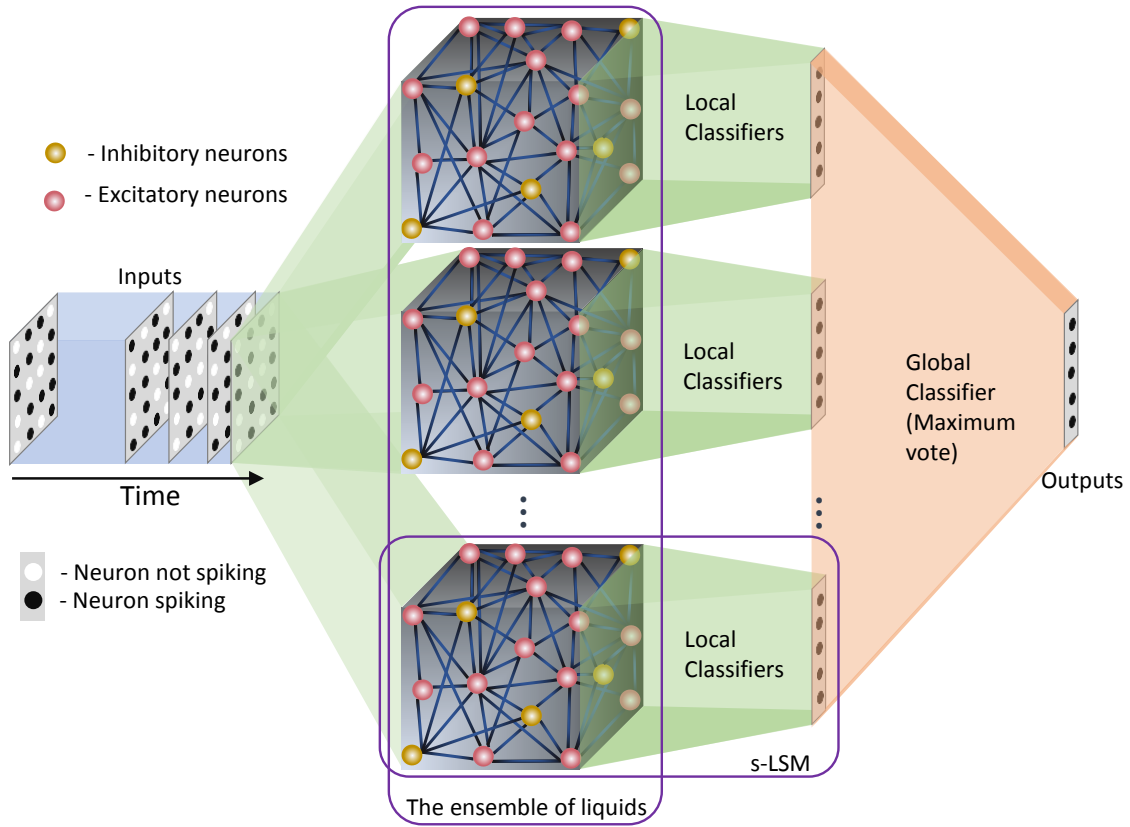 - Inhibitory neurons
- Excitatory neurons
Inputs
Time
- Neuron not spiking
- Neuron spiking
Local
Classifiers
Local
Classifiers
Local
Classifiers
s-LSM
The ensemble of liquids
Global
Classifier
(Maximum
vote)
Outputs